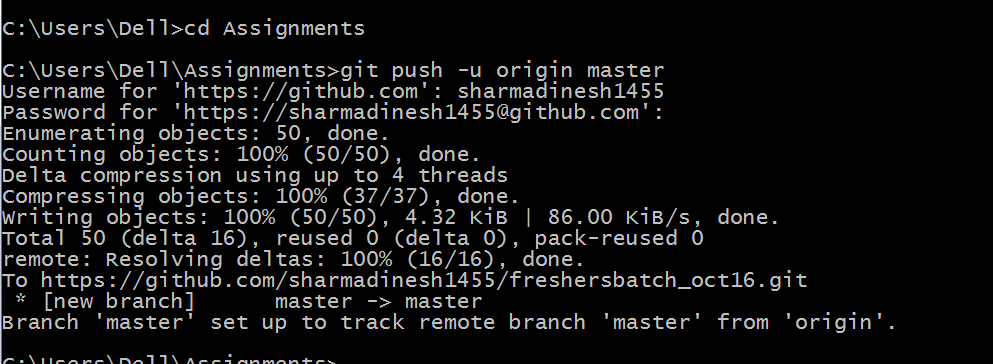 C:\Users\Dell>cd Assignments
C:\Users\Dell\Assignments>git push -u origin master
Username for 'https://github.com': sharmadinesh1455
Password for 'https://sharmadinesh1455@github.com':
Enumerating objects: 50, done.
Counting objects: 100% (50/50), done.
Delta compression using up to 4 threads
Compressing objects: 100% (37/37), done.
Writing objects: 100% (50/50), 4.32 KiB | 86.00 KiB/s, done.
Total 50 (delta 16), reused 0 (delta 0), pack-reused 0
remote: Resolving deltas: 100% (16/16), done.
To https://github.com/sharmadinesh1455/freshersbatch_oct16.git
 * [new branch]      master -> master
Branch 'master' set up to track remote branch 'master' from 'origin'.
C:\Users\Dell\Assignments>